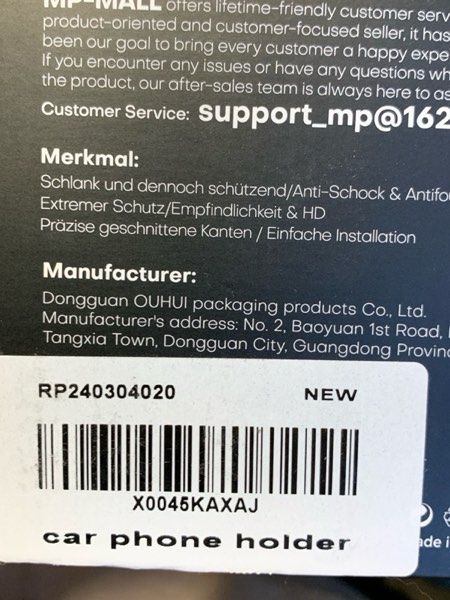 MP-MALL offers lifetime-friendly customer serv
product-oriented and customer-focused seller, it has
been our goal to bring every customer a happy expe
If you encounter any issues or have any questions wh
the product, our after-sales team is always here to as
Customer Service: support_mp@162
Merkmal:
Schlank und dennoch schützend/Anti-Schock & Antifo
Extremer Schutz/Empfindlichkeit & HD
Präzise geschnittene Kanten / Einfache Installation
Manufacturer:
Dongguan OUHUI packaging products Co., Ltd.
Manufacturer's address: No. 2, Baoyuan 1st Road,
Tangxia Town, Dongguan City, Guangdong Provinc
RP240304020 NEW
X0045KAXAJ
car phone holder
ade i